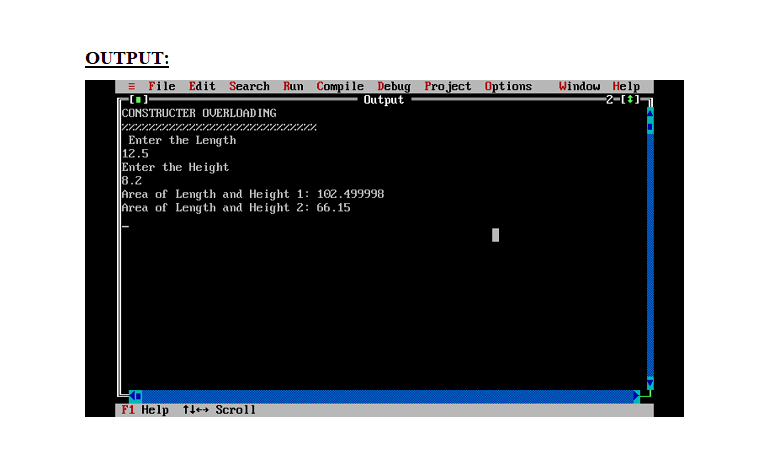 OUTPUT:
≡ File Edit Search Run Compile Debug Project Options Window Help
[■] Output 2=[↕]
CONSTRUCTER OVERLOADING
%%%%%%%%%%%%%%%%%%%%%%%%%%%%%
Enter the Length
12.5
Enter the Height
8.2
Area of Length and Height 1: 102.499998
Area of Length and Height 2: 66.15
_
F1 Help ↑↓←→ Scroll